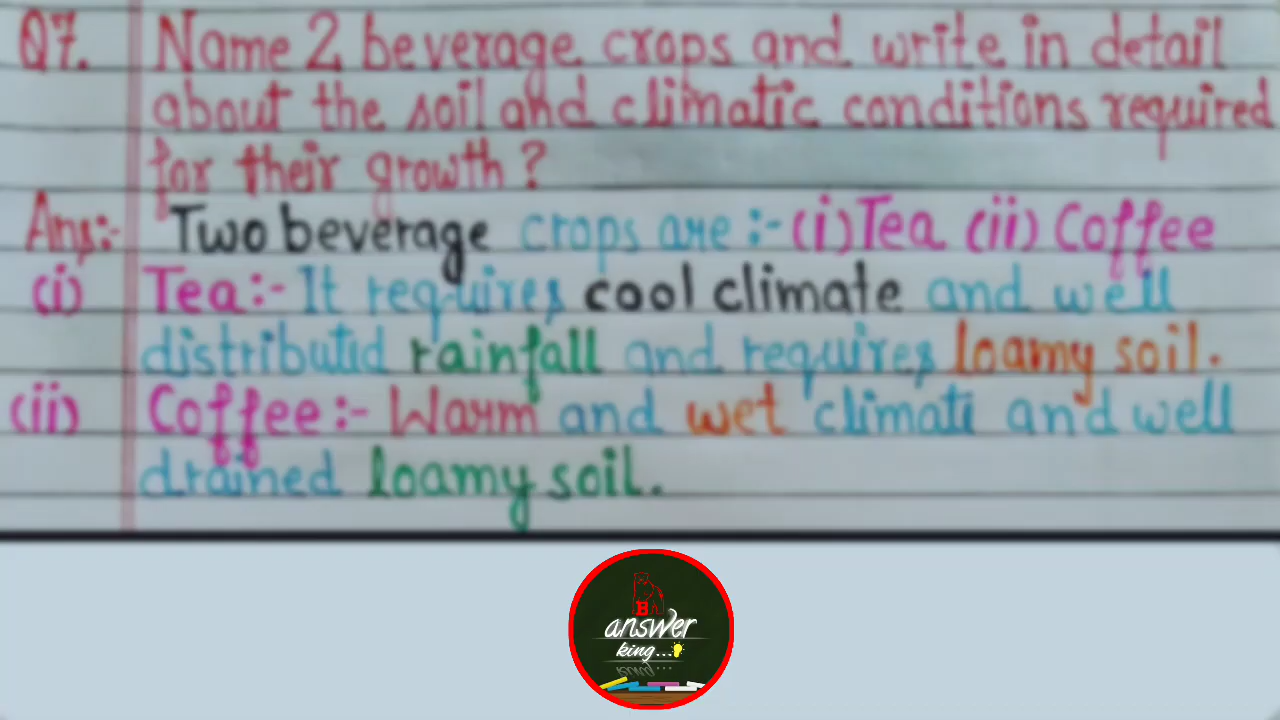 Q7. Name 2 beverage crops and write in detail
about the soil and climatic conditions required
for their growth ?
Ans:- Two beverage crops are :- (i) Tea (ii) Coffee
(i) Tea:- It requires cool climate and well
distributed rainfall and requires loamy soil.
(ii) Coffee:- Warm and wet climate and well
drained loamy soil.
B
answer
king...